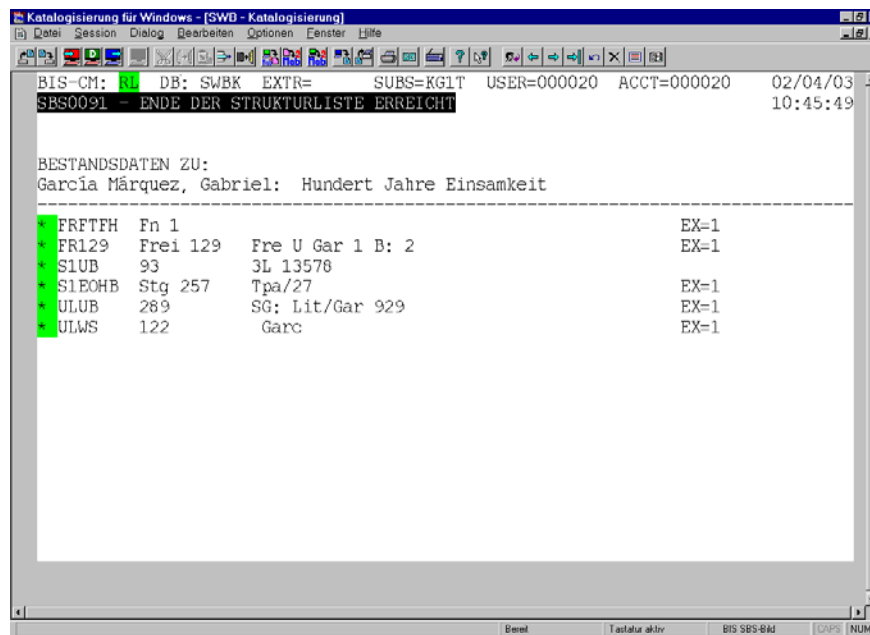 Katalogisierung für Windows - [SWB - Katalogisierung]
Datei Session Dialog Bearbeiten Optionen Fenster Hilfe
BIS-CM: RL DB: SWBK EXTR= SUBS=KG1T USER=000020 ACCT=000020 02/04/03
SBS0091 - ENDE DER STRUKTURLISTE ERREICHT 10:45:49
BESTANDSDATEN ZU:
García Márquez, Gabriel: Hundert Jahre Einsamkeit
* FRFTFH Fn 1 EX=1
* FR129 Frei 129 Fre U Gar 1 B: 2 EX=1
* S1UB 93 3L 13578
* S1EOHB Stg 257 Tpa/27 EX=1
* ULUB 289 SG: Lit/Gar 929 EX=1
* ULWS 122 Garc EX=1
Bereit Tastatur aktiv BIS SBS-Bild CAPS NUM